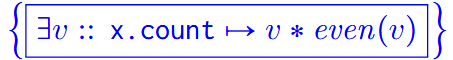 {∃v :: x.count ↦ v * even(v)}